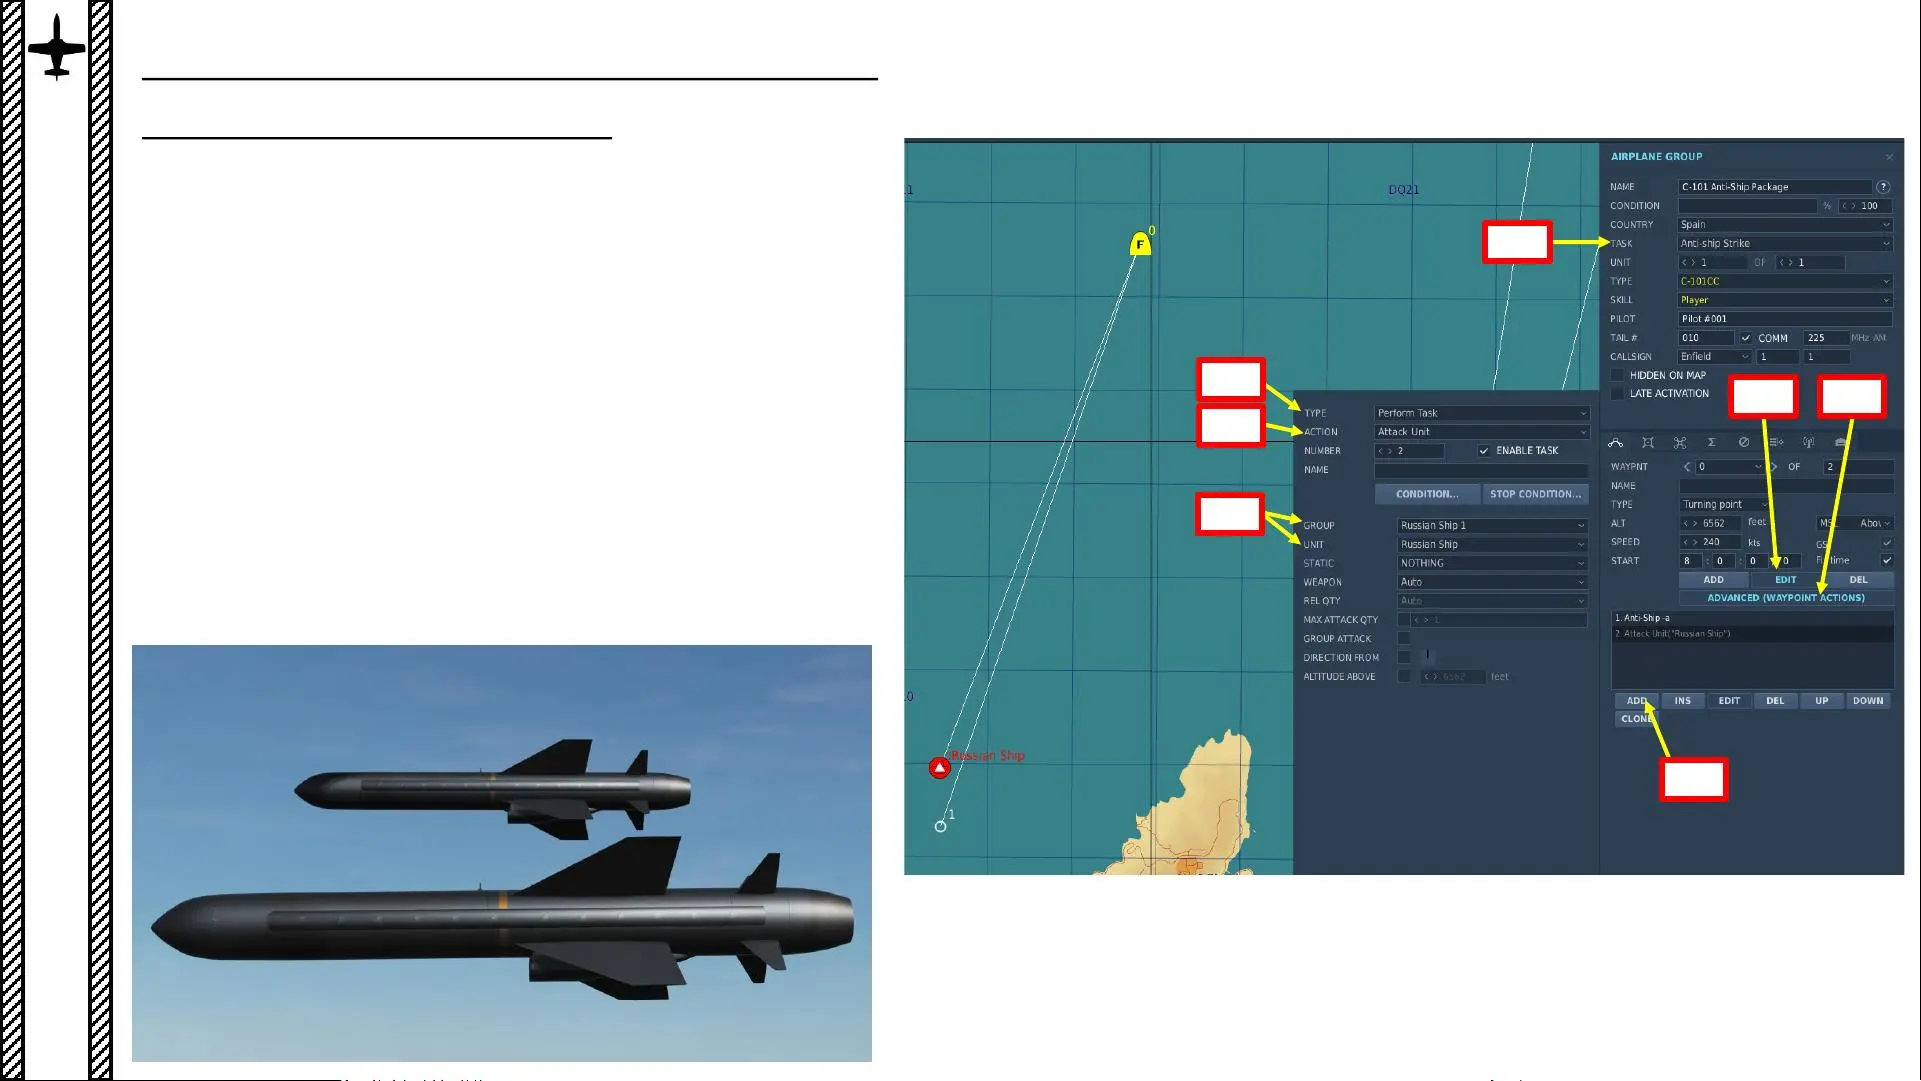 AIRPLANE GROUP
NAME C-101 Anti-Ship Package ?
CONDITION % < > 100
COUNTRY Spain
TASK Anti-ship Strike
UNIT < > 1 OF < > 1
TYPE C-101CC
SKILL Player
PILOT Pilot #001
TAIL # 010 COMM 225 MHz AM
CALLSIGN Enfield 1 1
HIDDEN ON MAP
LATE ACTIVATION
WAYPNT 0 OF 2
NAME
TYPE Turning point
ALT < > 6562 feet
SPEED < > 240 kts
START 8 : 0 : 0
ADD EDIT DEL
ADVANCED (WAYPOINT ACTIONS)
1. Anti-Ship -a
2. Attack Unit("Russian Ship")
ADD INS EDIT DEL UP DOWN
CLONE
TYPE Perform Task
ACTION Attack Unit
NUMBER < > 2 ENABLE TASK
NAME
CONDITION... STOP CONDITION...
GROUP Russian Ship 1
UNIT Russian Ship
STATIC NOTHING
WEAPON Auto
REL QTY Auto
MAX ATTACK QTY < > 1
GROUP ATTACK
DIRECTION FROM
ALTITUDE ABOVE < > 6562 feet
DQ21
F 0
Russian Ship
1